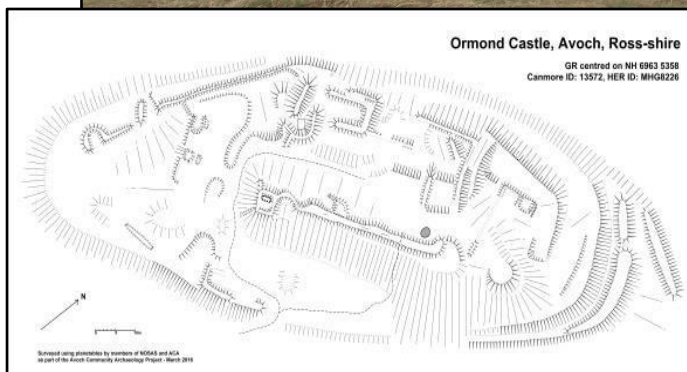 Ormond Castle, Avoch, Ross-shire
GR centred on NH 6963 5358
Canmore ID: 13572, HER ID: MHG8226
N
Surveyed using planetables by members of NOSAS and ACA
as part of the Avoch Community Archaeology Project - March 2016